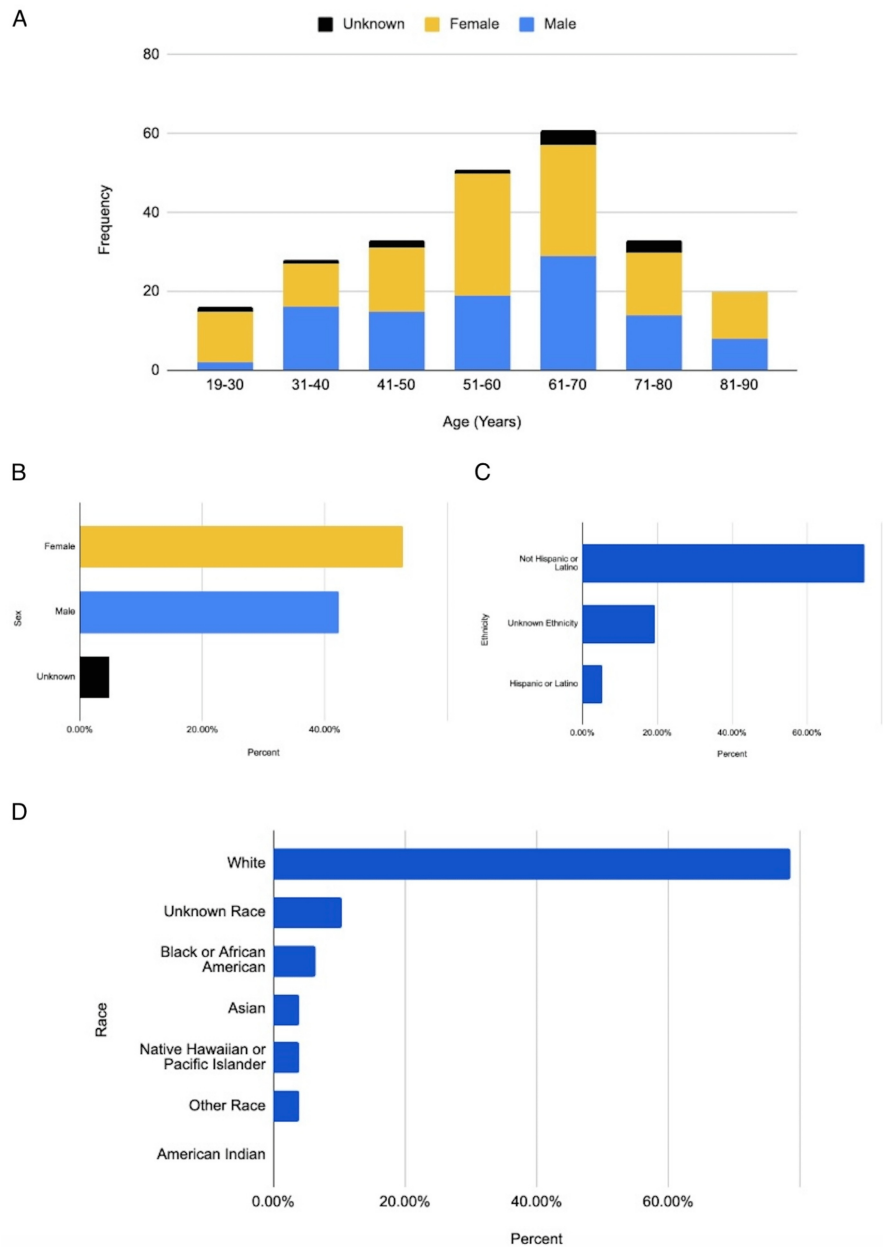 A
Unknown Female Male
80
60
40
20
0
Frequency
19-30 31-40 41-50 51-60 61-70 71-80 81-90
Age (Years)
B
Female
Male
Unknown
Sex
0.00% 20.00% 40.00%
Percent
C
Not Hispanic or
Latino
Unknown Ethnicity
Hispanic or Latino
Ethnicity
0.00% 20.00% 40.00% 60.00%
Percent
D
White
Unknown Race
Black or African
American
Asian
Native Hawaiian or
Pacific Islander
Other Race
American Indian
Race
0.00% 20.00% 40.00% 60.00%
Percent